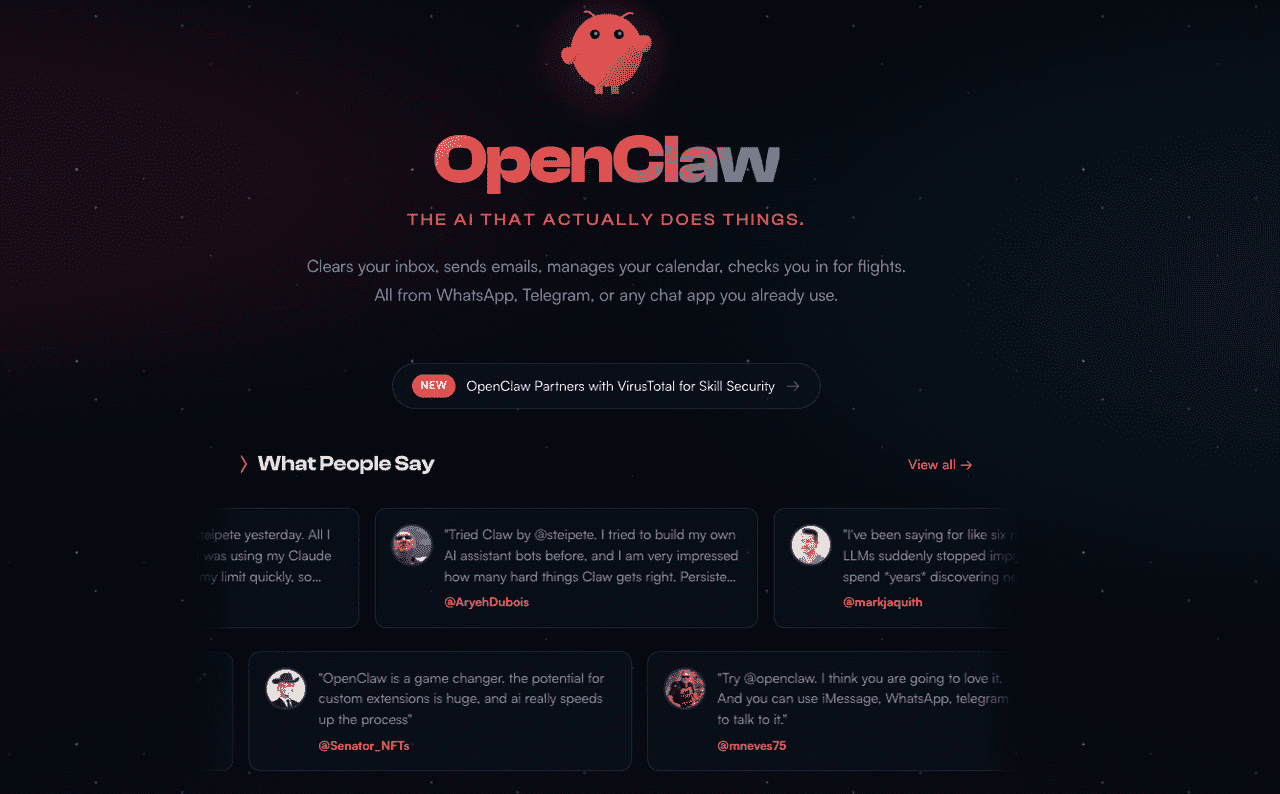 OpenClaw
THE AI THAT ACTUALLY DOES THINGS.
Clears your inbox, sends emails, manages your calendar, checks you in for flights.
All from WhatsApp, Telegram, or any chat app you already use.
NEW OpenClaw Partners with VirusTotal for Skill Security →
What People Say
View all →
steipete yesterday. All I
was using my Claude
my limit quickly, so...
"Tried Claw by @steipete. I tried to build my own
AI assistant bots before, and I am very impressed
how many hard things Claw gets right. Persiste...
@AryehDubois
"I've been saying for like six
LLMs suddenly stopped
spend *years* discovering
@markjaquith
"OpenClaw is a game changer. the potential for
custom extensions is huge, and ai really speeds
up the process"
@Senator_NFTs
"Try @openclaw. I think you are going to love it.
And you can use iMessage, WhatsApp, telegram
to talk to it."
@mneves75